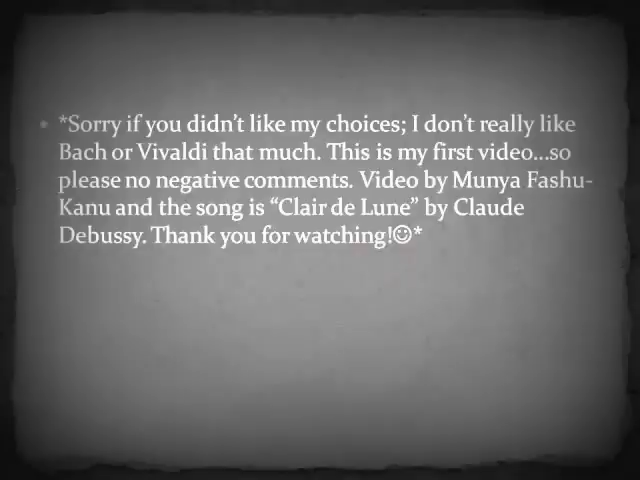 *Sorry if you didn't like my choices; I don't really like
Bach or Vivaldi that much. This is my first video...so
please no negative comments. Video by Munya Fashu-
Kanu and the song is “Clair de Lune” by Claude
Debussy. Thank you for watching!☺*